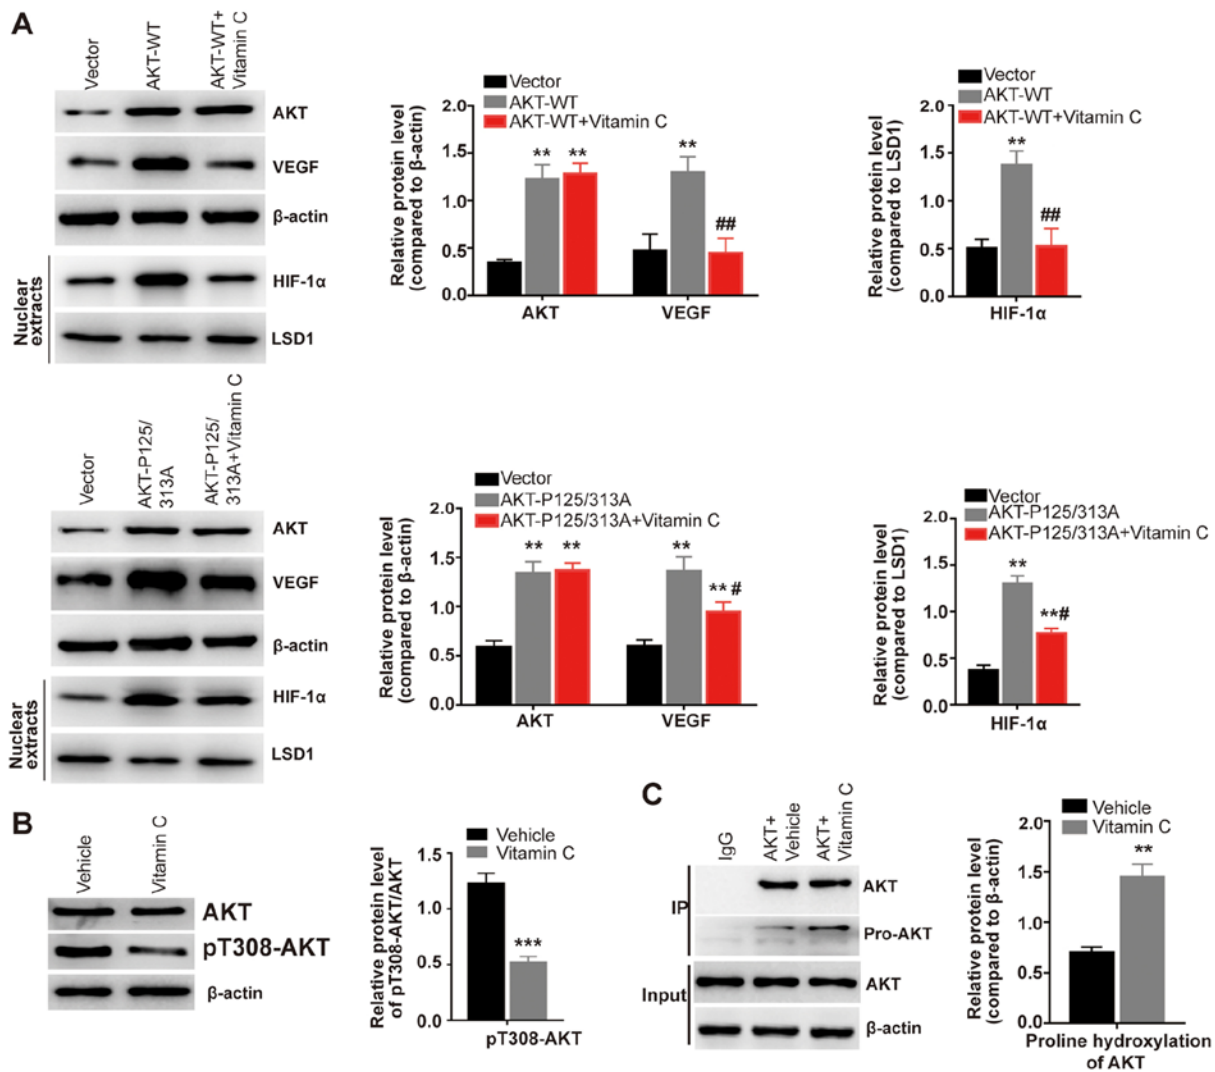 A
Vector
AKT-WT
AKT-WT+
Vitamin C
AKT
VEGF
β-actin
HIF-1α
LSD1
Nuclear
extracts
Vector
AKT-WT
AKT-WT+Vitamin C
Relative protein level
(compared to β-actin)
2.0
1.5
1.0
0.5
0.0
** **
**
##
AKT
VEGF
Vector
AKT-WT
AKT-WT+Vitamin C
Relative protein level
(compared to LSD1)
2.0
1.5
1.0
0.5
0.0
**
##
HIF-1α
Vector
AKT-P125/
313A
AKT-P125/
313A+Vitamin C
AKT
VEGF
β-actin
HIF-1α
LSD1
Nuclear
extracts
Vector
AKT-P125/313A
AKT-P125/313A+Vitamin C
Relative protein level
(compared to β-actin)
2.0
1.5
1.0
0.5
0.0
** **
**
** #
AKT
VEGF
Vector
AKT-P125/313A
AKT-P125/313A+Vitamin C
Relative protein level
(compared to LSD1)
2.0
1.5
1.0
0.5
0.0
**
**#
HIF-1α
B
Vehicle
Vitamin C
AKT
pT308-AKT
β-actin
Vehicle
Vitamin C
Relative protein level
of pT308-AKT/AKT
1.5
1.0
0.5
0.0
***
pT308-AKT
C
IgG
AKT+
Vehicle
AKT+
Vitamin C
IP
AKT
Pro-AKT
Input
AKT
β-actin
Vehicle
Vitamin C
Relative protein level
(compared to β-actin)
2.0
1.5
1.0
0.5
0.0
**
Proline hydroxylation
of AKT